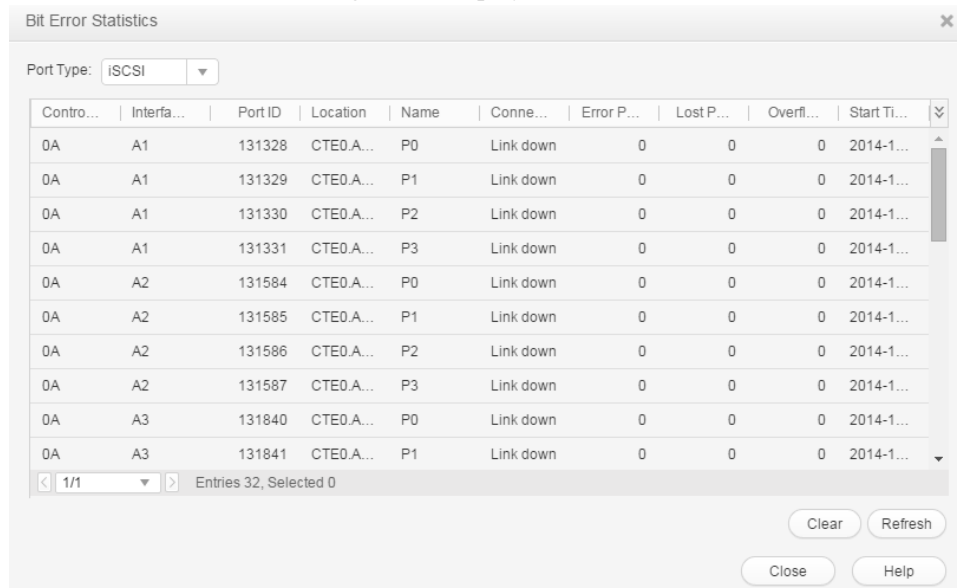 Bit Error Statistics
Port Type: iSCSI
Contro... Interfa... Port ID Location Name Conne... Error P... Lost P... Overfl... Start Ti...
0A A1 131328 CTE0.A... P0 Link down 0 0 0 2014-1...
0A A1 131329 CTE0.A... P1 Link down 0 0 0 2014-1...
0A A1 131330 CTE0.A... P2 Link down 0 0 0 2014-1...
0A A1 131331 CTE0.A... P3 Link down 0 0 0 2014-1...
0A A2 131584 CTE0.A... P0 Link down 0 0 0 2014-1...
0A A2 131585 CTE0.A... P1 Link down 0 0 0 2014-1...
0A A2 131586 CTE0.A... P2 Link down 0 0 0 2014-1...
0A A2 131587 CTE0.A... P3 Link down 0 0 0 2014-1...
0A A3 131840 CTE0.A... P0 Link down 0 0 0 2014-1...
0A A3 131841 CTE0.A... P1 Link down 0 0 0 2014-1...
1/1 Entries 32, Selected 0
Clear Refresh
Close Help